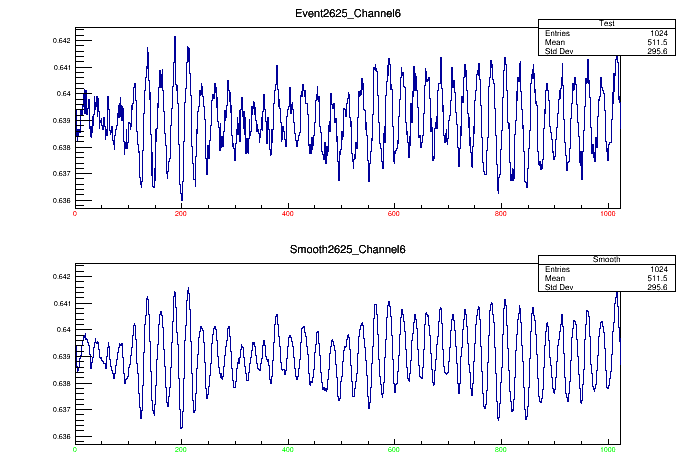 Event2625_Channel6
Test
Entries 1024
Mean 511.5
Std Dev 295.6
0.642
0.641
0.64
0.639
0.638
0.637
0.636
0 200 400 600 800 1000
Smooth2625_Channel6
Smooth
Entries 1024
Mean 511.5
Std Dev 295.6
0.642
0.641
0.64
0.639
0.638
0.637
0.636
0 200 400 600 800 1000